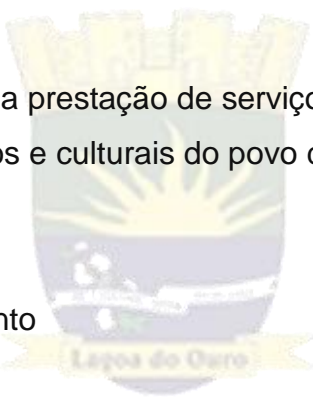 a prestação de serviço
os e culturais do povo d
nto
Lagoa do Ouro